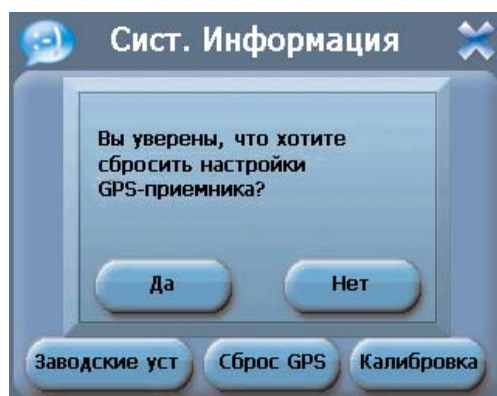 Сист. Информация
Вы уверены, что хотите
сбросить настройки
GPS-приемника?
Да Нет
Заводские уст Сброс GPS Калибровка